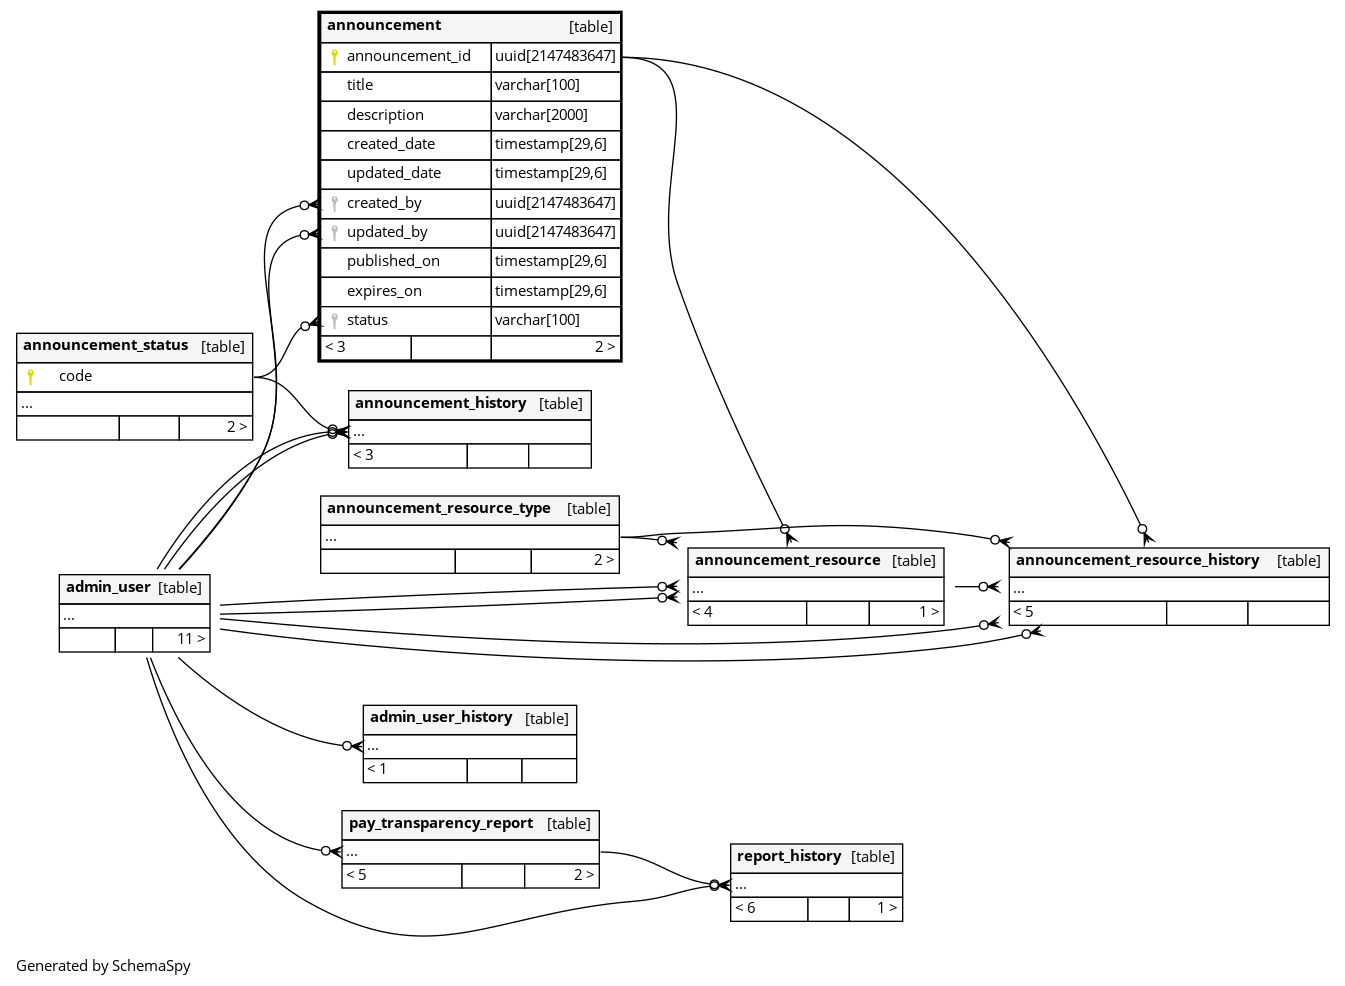 announcement [table]
announcement_id uuid[2147483647]
title varchar[100]
description varchar[2000]
created_date timestamp[29,6]
updated_date timestamp[29,6]
created_by uuid[2147483647]
updated_by uuid[2147483647]
published_on timestamp[29,6]
expires_on timestamp[29,6]
status varchar[100]
< 3 2 >
announcement_status [table]
code
...
2 >
announcement_history [table]
...
< 3
announcement_resource_type [table]
...
2 >
announcement_resource [table]
...
< 4 1 >
announcement_resource_history [table]
...
< 5
admin_user [table]
...
11 >
admin_user_history [table]
...
< 1
pay_transparency_report [table]
...
< 5 2 >
report_history [table]
...
< 6 1 >
Generated by SchemaSpy